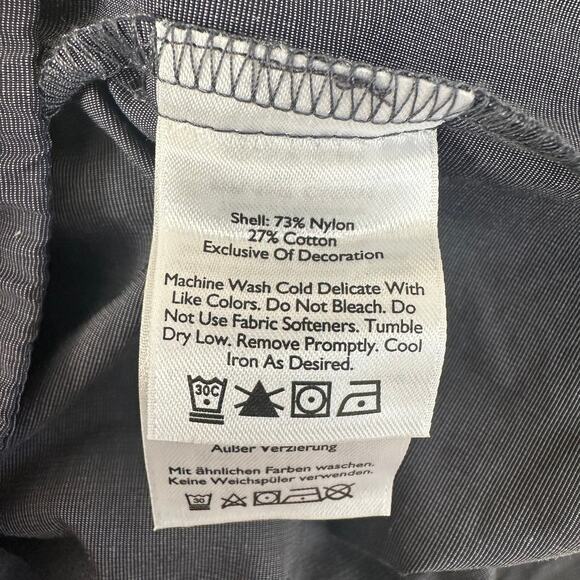 Shell: 73% Nylon
27% Cotton
Exclusive Of Decoration
Machine Wash Cold Delicate With
Like Colors. Do Not Bleach. Do
Not Use Fabric Softeners. Tumble
Dry Low. Remove Promptly. Cool
Iron As Desired.
30C
Außer Verzierung
Mit ähnlichen Farben waschen.
Keine Weichspüler verwenden.
30